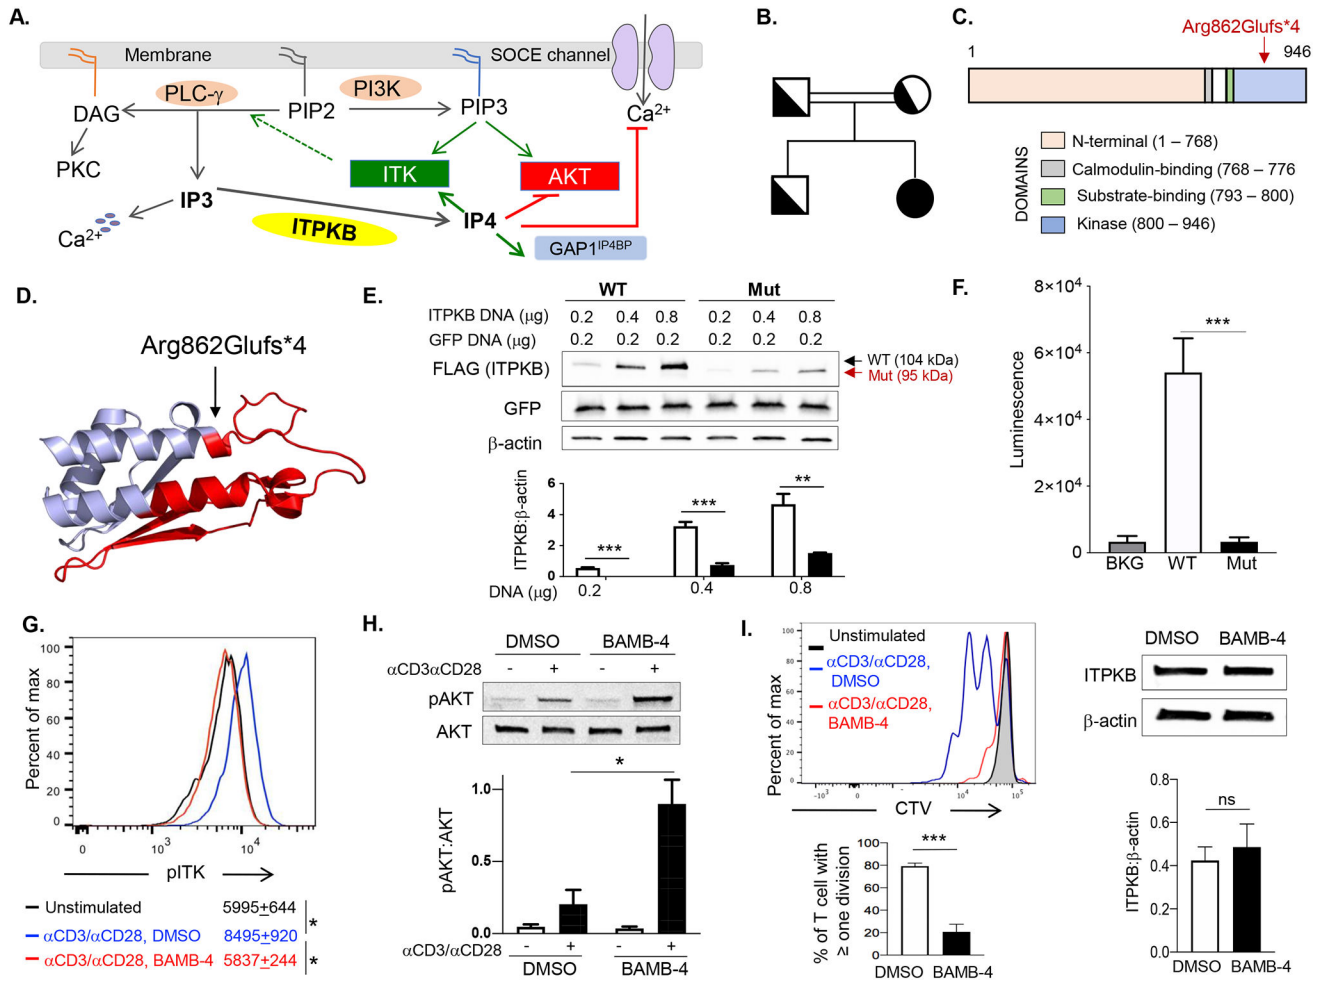 A.
Membrane
SOCE channel
PLC-γ
PI3K
DAG
PIP2
PIP3
Ca2+
PKC
ITK
AKT
IP3
ITPKB
IP4
Ca2+
GAP1IP4BP
B.
C.
Arg862Glufs*4
1
946
DOMAINS
N-terminal (1 – 768)
Calmodulin-binding (768 – 776
Substrate-binding (793 – 800)
Kinase (800 – 946)
D.
Arg862Glufs*4
E.
WT Mut
ITPKB DNA (μg) 0.2 0.4 0.8 0.2 0.4 0.8
GFP DNA (μg) 0.2 0.2 0.2 0.2 0.2 0.2
FLAG (ITPKB)
WT (104 kDa)
Mut (95 kDa)
GFP
β-actin
ITPKB:β-actin
6
4
2
0
***
***
**
DNA (μg) 0.2 0.4 0.8
F.
Luminescence
8×104
6×104
4×104
2×104
0
***
BKG WT Mut
G.
Percent of max
100
80
60
40
20
0
0 103 104
pITK
Unstimulated 5995+644
αCD3/αCD28, DMSO 8495+920
αCD3/αCD28, BAMB-4 5837+244
*
*
H.
DMSO BAMB-4
αCD3αCD28 - + - +
pAKT
AKT
pAKT:AKT
1.0
0.5
0.0
*
αCD3/αCD28 - + - +
DMSO BAMB-4
I.
Percent of max
100
80
60
40
20
0
Unstimulated
αCD3/αCD28,
DMSO
αCD3/αCD28,
BAMB-4
-103 0 104 105
CTV
% of T cell with
≥ one division
100
80
60
40
20
0
***
DMSO BAMB-4
DMSO BAMB-4
ITPKB
β-actin
ITPKB:β-actin
0.8
0.6
0.4
0.2
0.0
ns
DMSO BAMB-4